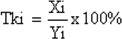 Tki = Xi/Yi x 100%